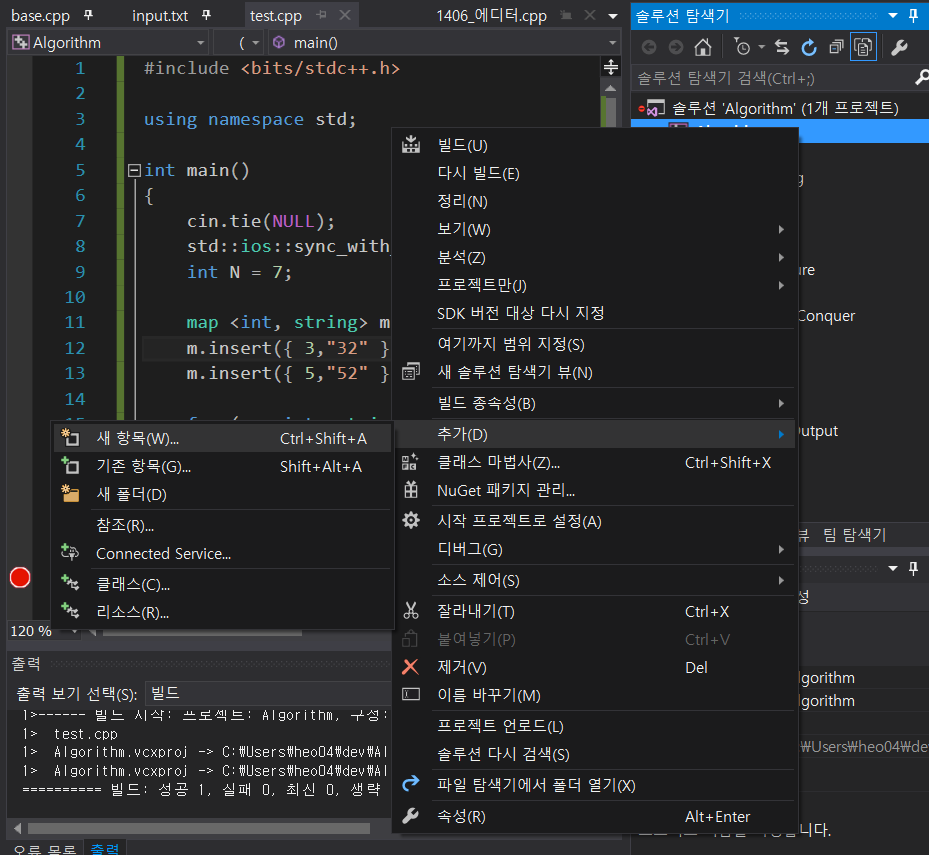 base.cpp
input.txt
test.cpp
1406_에디터.cpp
솔루션 탐색기
Algorithm
(
main()
솔루션 탐색기 검색(Ctrl+;)
솔루션 'Algorithm' (1개 프로젝트)
1 #include <bits/stdc++.h>
2
3 using namespace std;
4
5 int main()
6 {
7 cin.tie(NULL);
8 std::ios::sync_with_
9 int N = 7;
10
11 map <int, string> m
12 m.insert({ 3,"32" }
13 m.insert({ 5,"52" }
14
빌드(U)
다시 빌드(E)
정리(N)
보기(W)
분석(Z)
프로젝트만(J)
SDK 버전 대상 다시 지정
여기까지 범위 지정(S)
새 솔루션 탐색기 뷰(N)
빌드 종속성(B)
추가(D)
클래스 마법사(Z)... Ctrl+Shift+X
NuGet 패키지 관리...
시작 프로젝트로 설정(A)
디버그(G)
소스 제어(S)
잘라내기(T) Ctrl+X
붙여넣기(P) Ctrl+V
제거(V) Del
이름 바꾸기(M)
프로젝트 언로드(L)
솔루션 다시 검색(S)
파일 탐색기에서 폴더 열기(X)
속성(R) Alt+Enter
새 항목(W)... Ctrl+Shift+A
기존 항목(G)... Shift+Alt+A
새 폴더(D)
참조(R)...
Connected Service...
클래스(C)...
리소스(R)...
ure
Conquer
utput
뷰 팀 탐색기
성
lgorithm
lgorithm
₩Users₩heo04₩de
니다.
120 %
출력
출력 보기 선택(S): 빌드
1>------ 빌드 시작: 프로젝트: Algorithm, 구성:
1> test.cpp
1> Algorithm.vcxproj -> C:₩Users₩heo04₩dev₩Al
1> Algorithm.vcxproj -> C:₩Users₩heo04₩dev₩Al
========== 빌드: 성공 1, 실패 0, 최신 0, 생략
오류 목록 출력